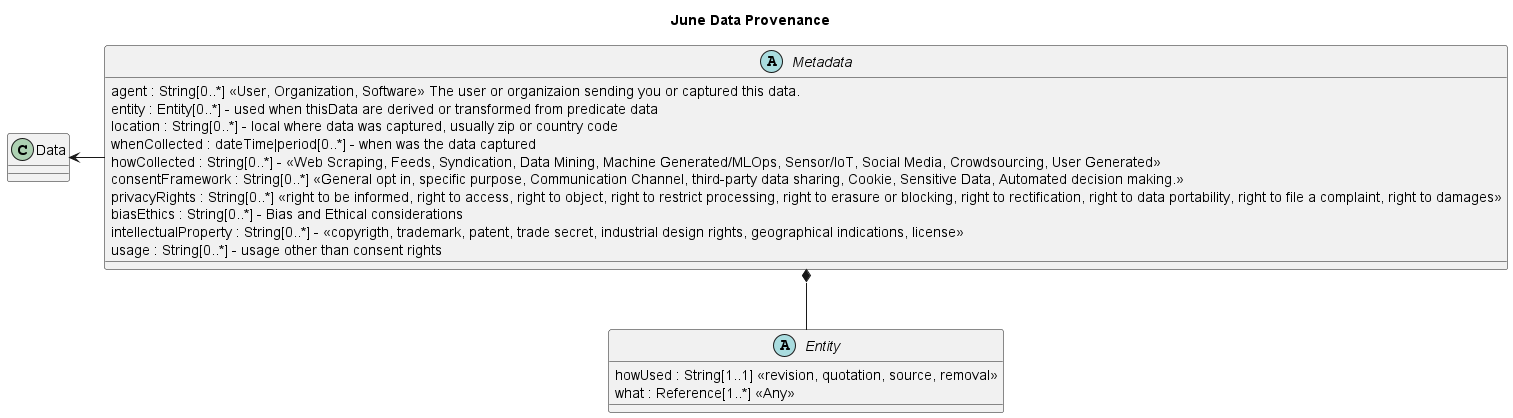 June Data Provenance
A Metadata
agent : String[0..*] «User, Organization, Software» The user or organizaion sending you or captured this data.
entity : Entity[0..*] - used when thisData are derived or transformed from predicate data
location : String[0..*] - local where data was captured, usually zip or country code
whenCollected : dateTime|period[0..*] - when was the data captured
howCollected : String[0..*] - «Web Scraping, Feeds, Syndication, Data Mining, Machine Generated/MLOps, Sensor/IoT, Social Media, Crowdsourcing, User Generated»
consentFramework : String[0..*] «General opt in, specific purpose, Communication Channel, third-party data sharing, Cookie, Sensitive Data, Automated decision making.»
privacyRights : String[0..*] «right to be informed, right to access, right to object, right to restrict processing, right to erasure or blocking, right to rectification, right to data portability, right to file a complaint, right to damages»
biasEthics : String[0..*] - Bias and Ethical considerations
intellectualProperty : String[0..*] - «copyrigth, trademark, patent, trade secret, industrial design rights, geographical indications, license»
usage : String[0..*] - usage other than consent rights
C Data
A Entity
howUsed : String[1..1] «revision, quotation, source, removal»
what : Reference[1..*] «Any»